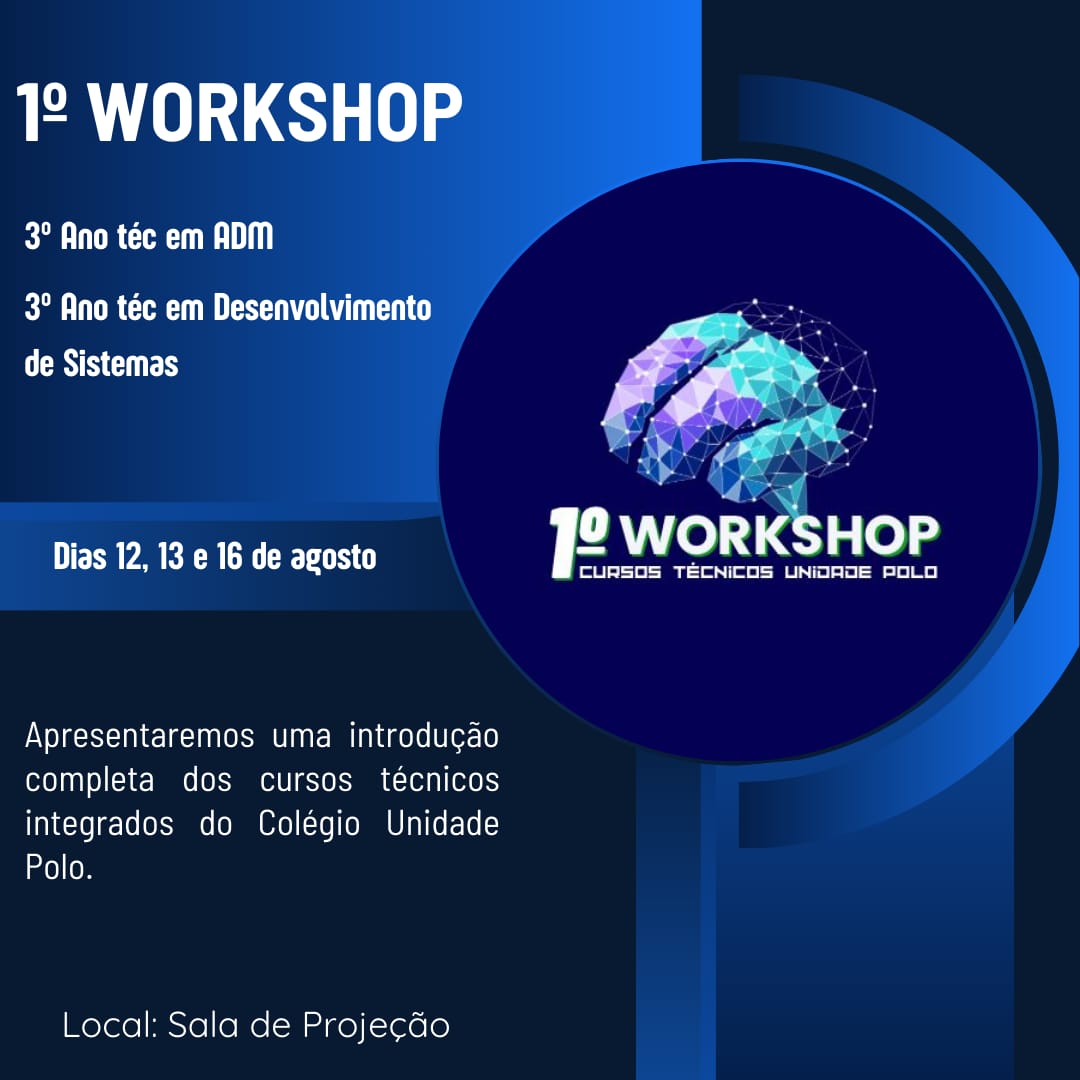 1º WORKSHOP
3º Ano téc em ADM
3º Ano téc em Desenvolvimento
de Sistemas
1º WORKSHOP
CURSOS TÉCNICOS UNIDADE POLO
Dias 12, 13 e 16 de agosto
Apresentaremos uma introdução
completa dos cursos técnicos
integrados do Colégio Unidade
Polo.
Local: Sala de Projeção